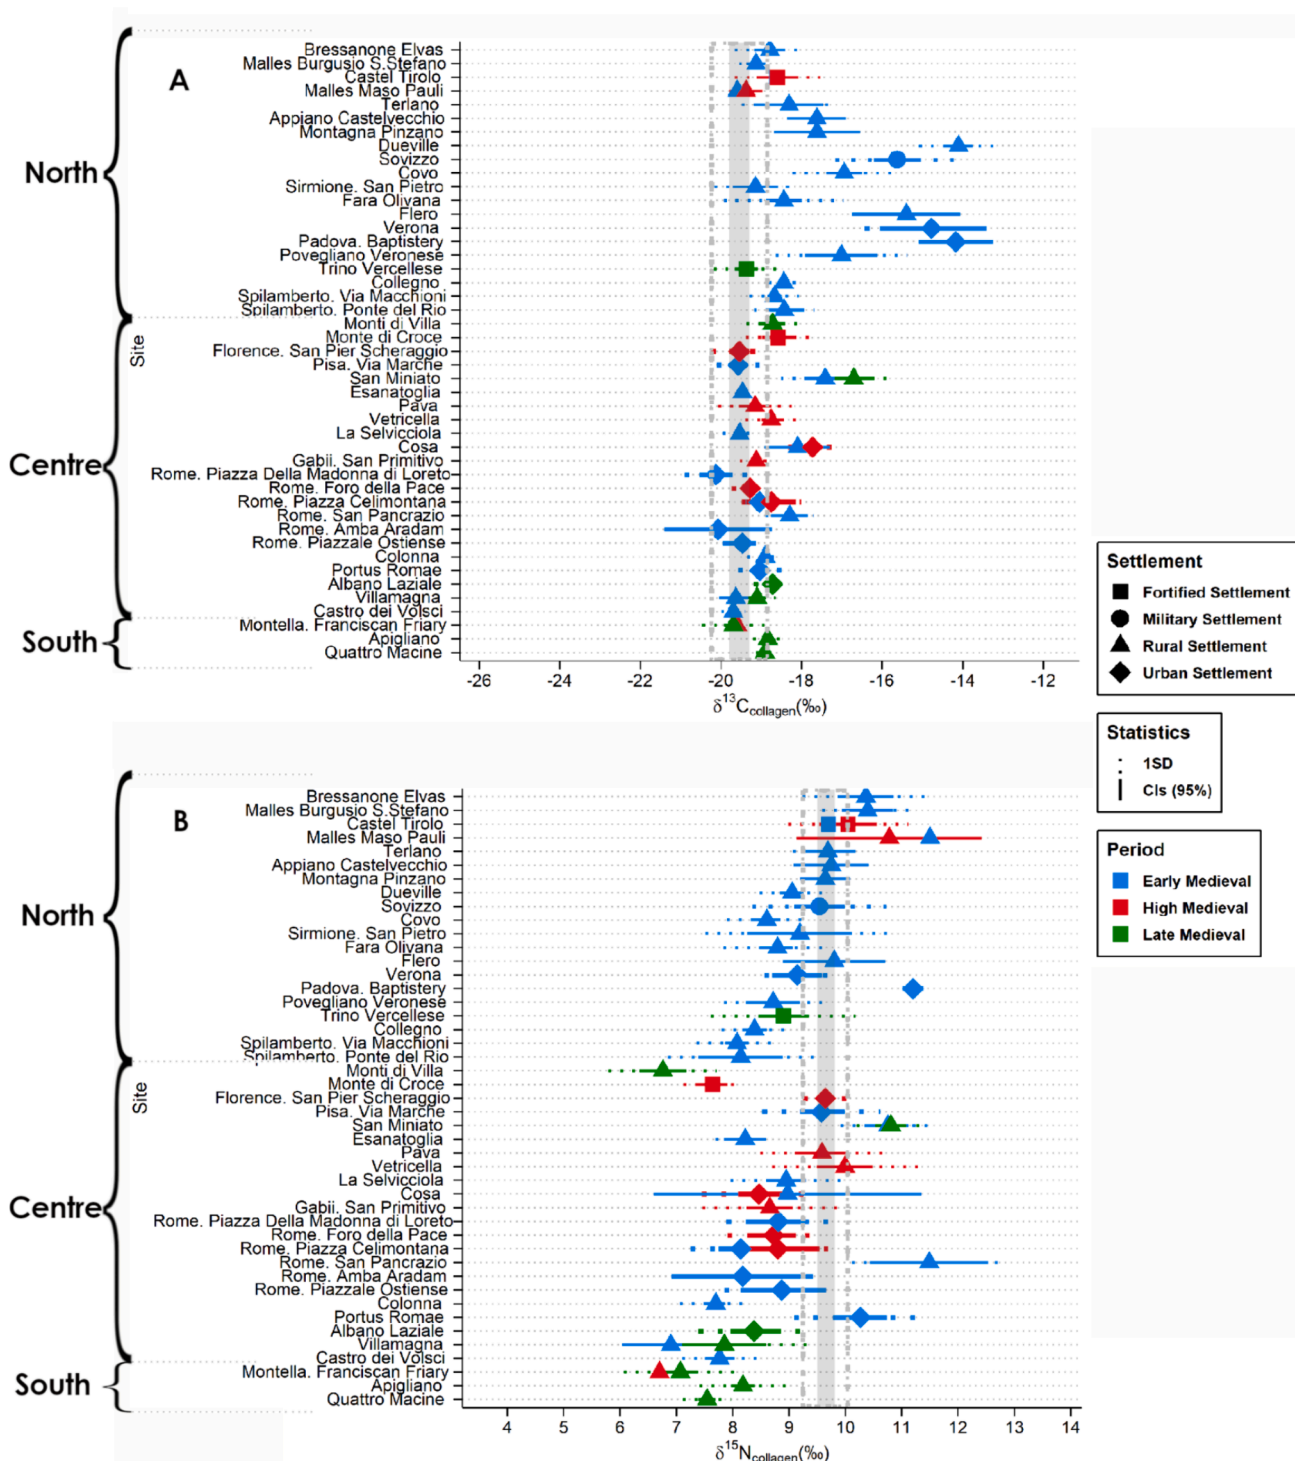 A
North
Centre
South
Site
Bressanone Elvas
Malles Burgusio S.Stefano
Castel Tirolo
Malles Maso Pauli
Terlano
Appiano Castelvecchio
Montagna Pinzano
Dueville
Sovizzo
Covo
Sirmione. San Pietro
Fara Olivana
Flero
Verona
Padova. Baptistery
Povegliano Veronese
Trino Vercellese
Collegno
Spilamberto. Via Macchioni
Spilamberto. Ponte del Rio
Monti di Villa
Monte di Croce
Florence. San Pier Scheraggio
Pisa. Via Marche
San Miniato
Esanatoglia
Pava
Vetricella
La Selvicciola
Cosa
Gabii. San Primitivo
Rome. Piazza Della Madonna di Loreto
Rome. Foro della Pace
Rome. Piazza Celimontana
Rome. San Pancrazio
Rome. Amba Aradam
Rome. Piazzale Ostiense
Colonna
Portus Romae
Albano Laziale
Villamagna
Castro dei Volsci
Montella. Franciscan Friary
Apigliano
Quattro Macine
-26 -24 -22 -20 -18 -16 -14 -12
δ¹³Ccollagen(‰)
Settlement
Fortified Settlement
Military Settlement
Rural Settlement
Urban Settlement
Statistics
1SD
CIs (95%)
Period
Early Medieval
High Medieval
Late Medieval
B
North
Centre
South
Site
Bressanone Elvas
Malles Burgusio S.Stefano
Castel Tirolo
Malles Maso Pauli
Terlano
Appiano Castelvecchio
Montagna Pinzano
Dueville
Sovizzo
Covo
Sirmione. San Pietro
Fara Olivana
Flero
Verona
Padova. Baptistery
Povegliano Veronese
Trino Vercellese
Collegno
Spilamberto. Via Macchioni
Spilamberto. Ponte del Rio
Monti di Villa
Monte di Croce
Florence. San Pier Scheraggio
Pisa. Via Marche
San Miniato
Esanatoglia
Pava
Vetricella
La Selvicciola
Cosa
Gabii. San Primitivo
Rome. Piazza Della Madonna di Loreto
Rome. Foro della Pace
Rome. Piazza Celimontana
Rome. San Pancrazio
Rome. Amba Aradam
Rome. Piazzale Ostiense
Colonna
Portus Romae
Albano Laziale
Villamagna
Castro dei Volsci
Montella. Franciscan Friary
Apigliano
Quattro Macine
4 5 6 7 8 9 10 11 12 13 14
δ¹⁵Ncollagen(‰)